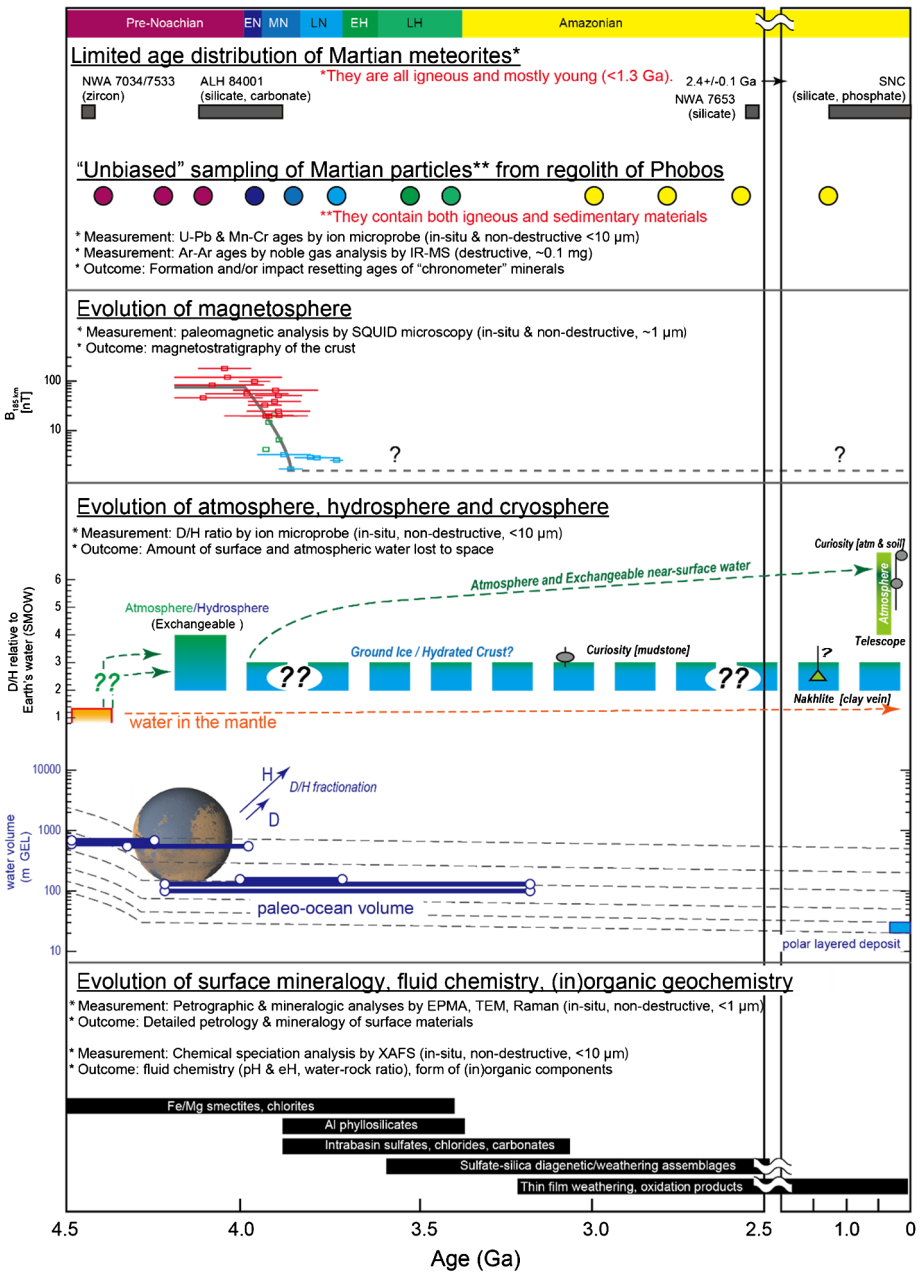 Pre-Noachian EN MN LN EH LH Amazonian
Limited age distribution of Martian meteorites*
*They are all igneous and mostly young (<1.3 Ga).
NWA 7034/7533
(zircon)
ALH 84001
(silicate, carbonate)
2.4+/-0.1 Ga
NWA 7653
(silicate)
SNC
(silicate, phosphate)
“Unbiased” sampling of Martian particles** from regolith of Phobos
**They contain both igneous and sedimentary materials
* Measurement: U-Pb & Mn-Cr ages by ion microprobe (in-situ & non-destructive <10 µm)
* Measurement: Ar-Ar ages by noble gas analysis by IR-MS (destructive, ~0.1 mg)
* Outcome: Formation and/or impact resetting ages of “chronometer” minerals
Evolution of magnetosphere
* Measurement: paleomagnetic analysis by SQUID microscopy (in-situ & non-destructive, ~1 µm)
* Outcome: magnetostratigraphy of the crust
B185 km
[nT]
100
10
? ?
Evolution of atmosphere, hydrosphere and cryosphere
* Measurement: D/H ratio by ion microprobe (in-situ, non-destructive, <10 µm)
* Outcome: Amount of surface and atmospheric water lost to space
D/H relative to
Earth's water (SMOW)
6
5
4
3
2
1
Curiosity [atm & soil]
Atmosphere
Telescope
Atmosphere and Exchangeable near-surface water
Atmosphere/Hydrosphere
(Exchangeable )
??
Ground Ice / Hydrated Crust?
Curiosity [mudstone]
??
??
?
Nakhlite [clay vein]
water in the mantle
water volume
(m GEL)
10000
1000
100
10
H
D
D/H fractionation
paleo-ocean volume
polar layered deposit
Evolution of surface mineralogy, fluid chemistry, (in)organic geochemistry
* Measurement: Petrographic & mineralogic analyses by EPMA, TEM, Raman (in-situ, non-destructive, <1 µm)
* Outcome: Detailed petrology & mineralogy of surface materials
* Measurement: Chemical speciation analysis by XAFS (in-situ, non-destructive, <10 µm)
* Outcome: fluid chemistry (pH & eH, water-rock ratio), form of (in)organic components
Fe/Mg smectites, chlorites
Al phyllosilicates
Intrabasin sulfates, chlorides, carbonates
Sulfate-silica diagenetic/weathering assemblages
Thin film weathering, oxidation products
4.5 4.0 3.5 3.0 2.5 1.0 0
Age (Ga)